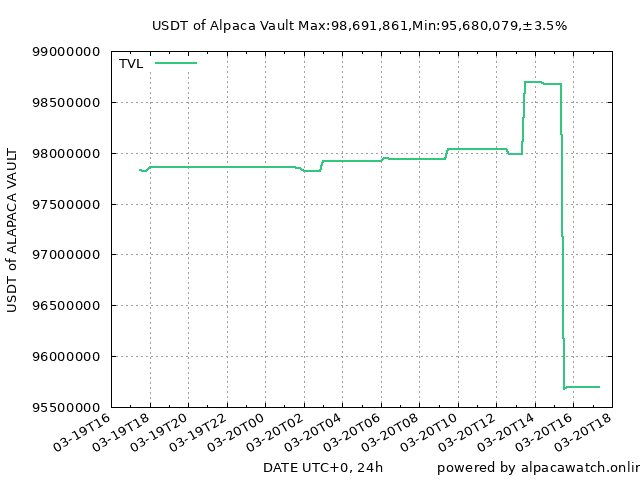 USDT of Alpaca Vault Max:98,691,861,Min:95,680,079,±3.5%
99000000
TVL
98500000
98000000
97500000
97000000
96500000
96000000
95500000
USDT of ALAPACA VAULT
03-19T16
03-19T18
03-19T20
03-19T22
03-20T00
03-20T02
03-20T04
03-20T06
03-20T08
03-20T10
03-20T12
03-20T14
03-20T16
03-20T18
DATE UTC+0, 24h
powered by alpacawatch.onlin